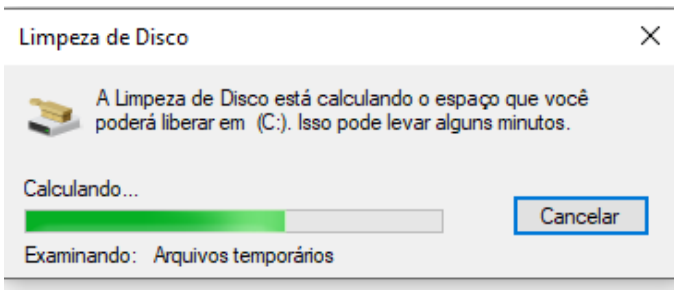 Limpeza de Disco
A Limpeza de Disco está calculando o espaço que você
poderá liberar em (C:). Isso pode levar alguns minutos.
Calculando...
Cancelar
Examinando: Arquivos temporários